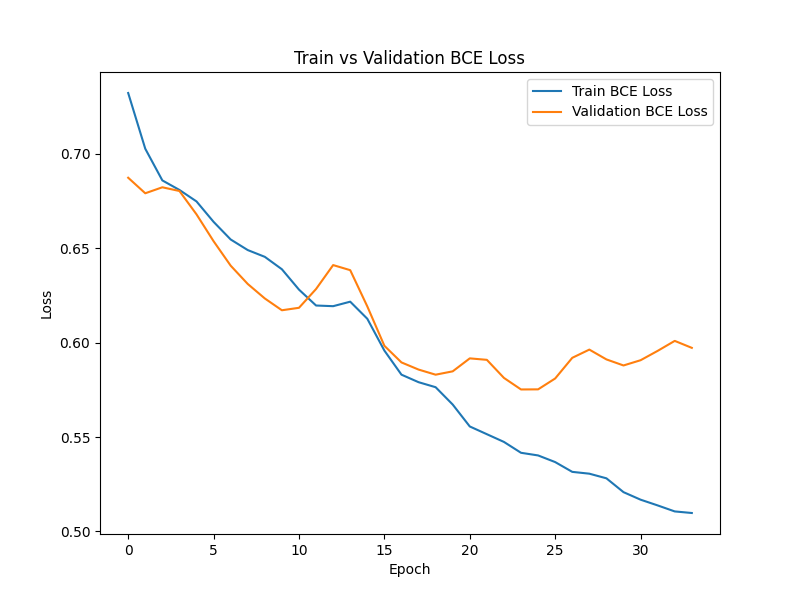 Train vs Validation BCE Loss
Train BCE Loss
Validation BCE Loss
0.70
0.65
0.60
0.55
0.50
Loss
0 5 10 15 20 25 30
Epoch